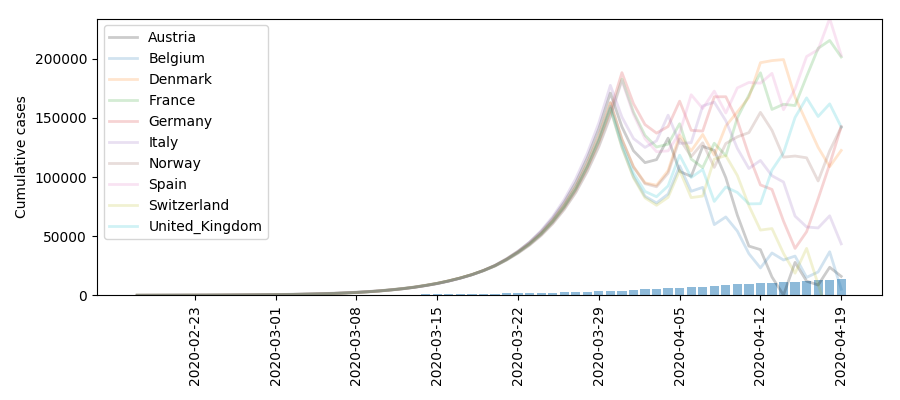 Cumulative cases
200000
150000
100000
50000
0
Austria
Belgium
Denmark
France
Germany
Italy
Norway
Spain
Switzerland
United_Kingdom
2020-02-23
2020-03-01
2020-03-08
2020-03-15
2020-03-22
2020-03-29
2020-04-05
2020-04-12
2020-04-19